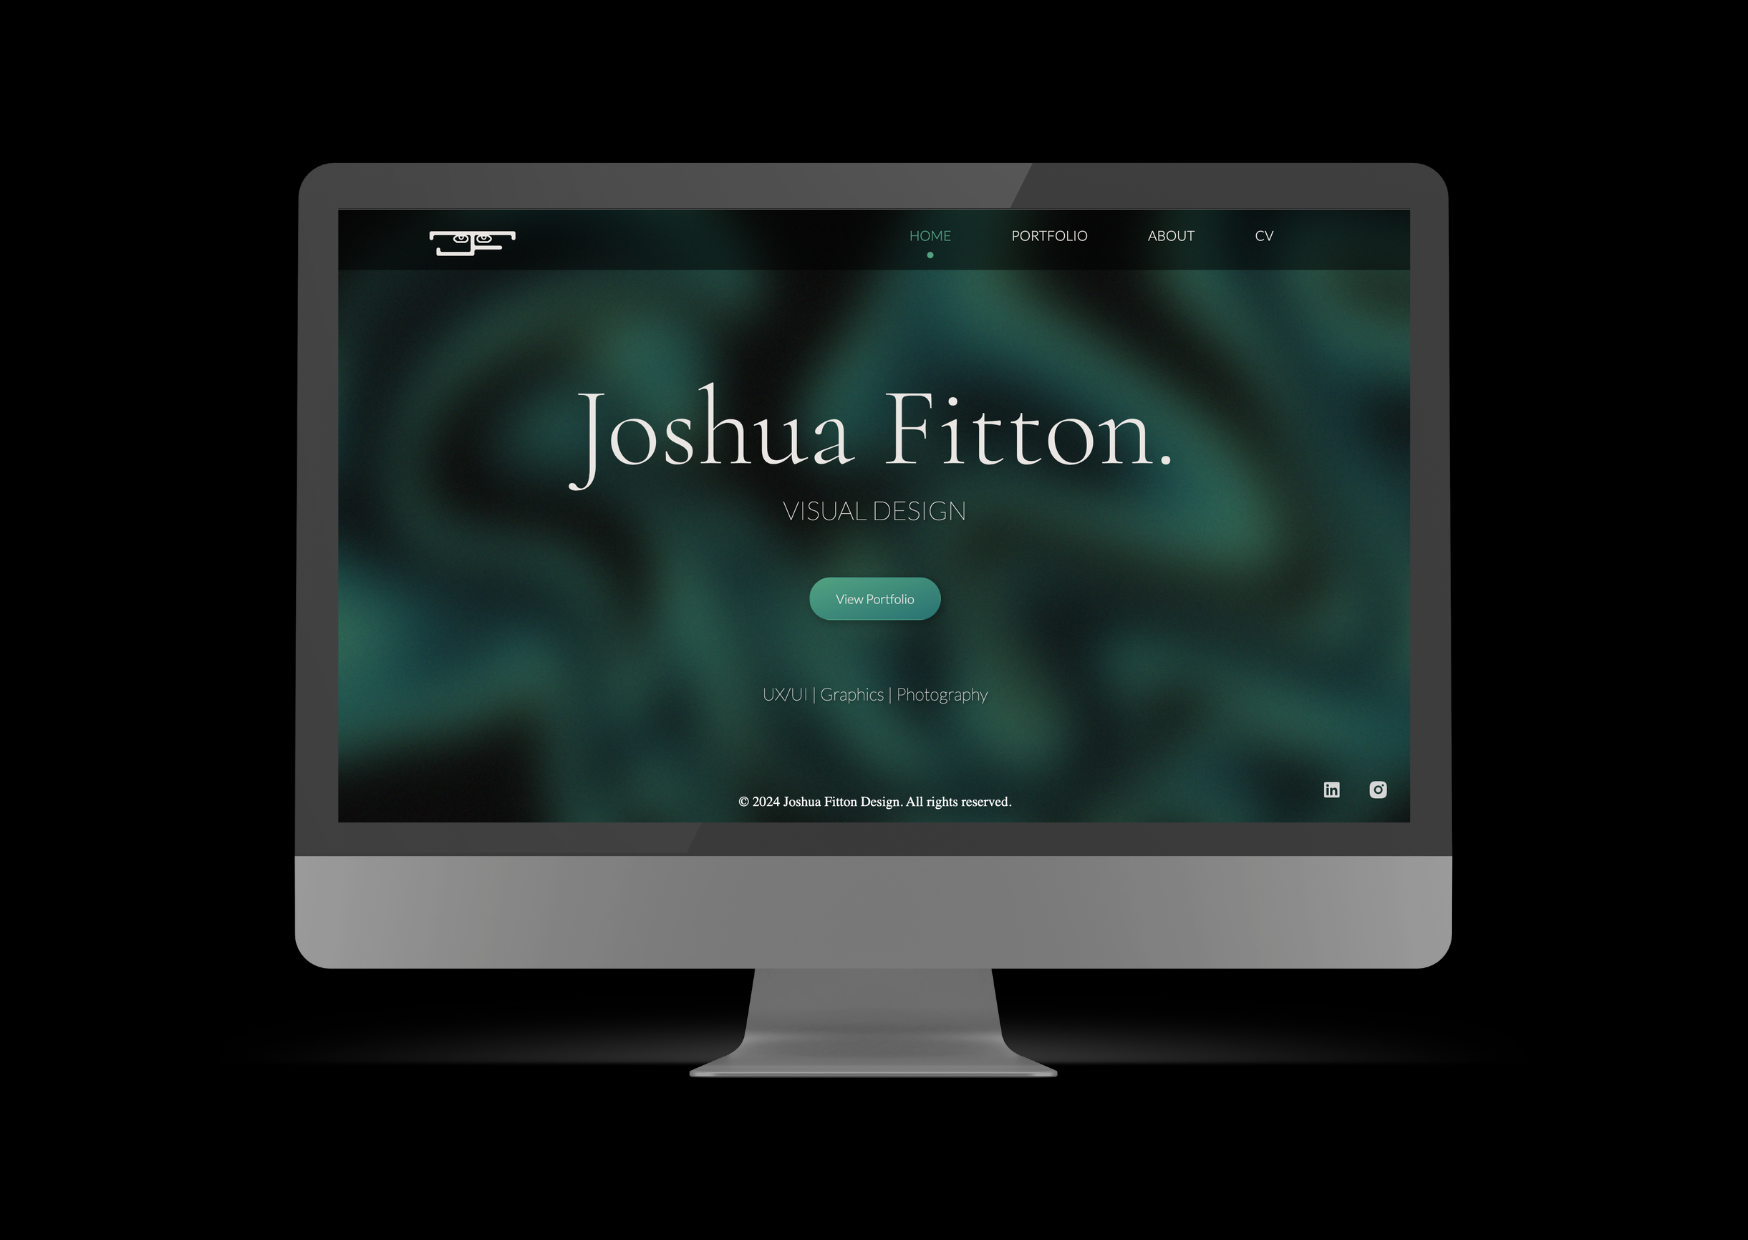 HOME PORTFOLIO ABOUT CV
Joshua Fitton.
VISUAL DESIGN
View Portfolio
UX/UI | Graphics | Photography
in
© 2024 Joshua Fitton Design. All rights reserved.